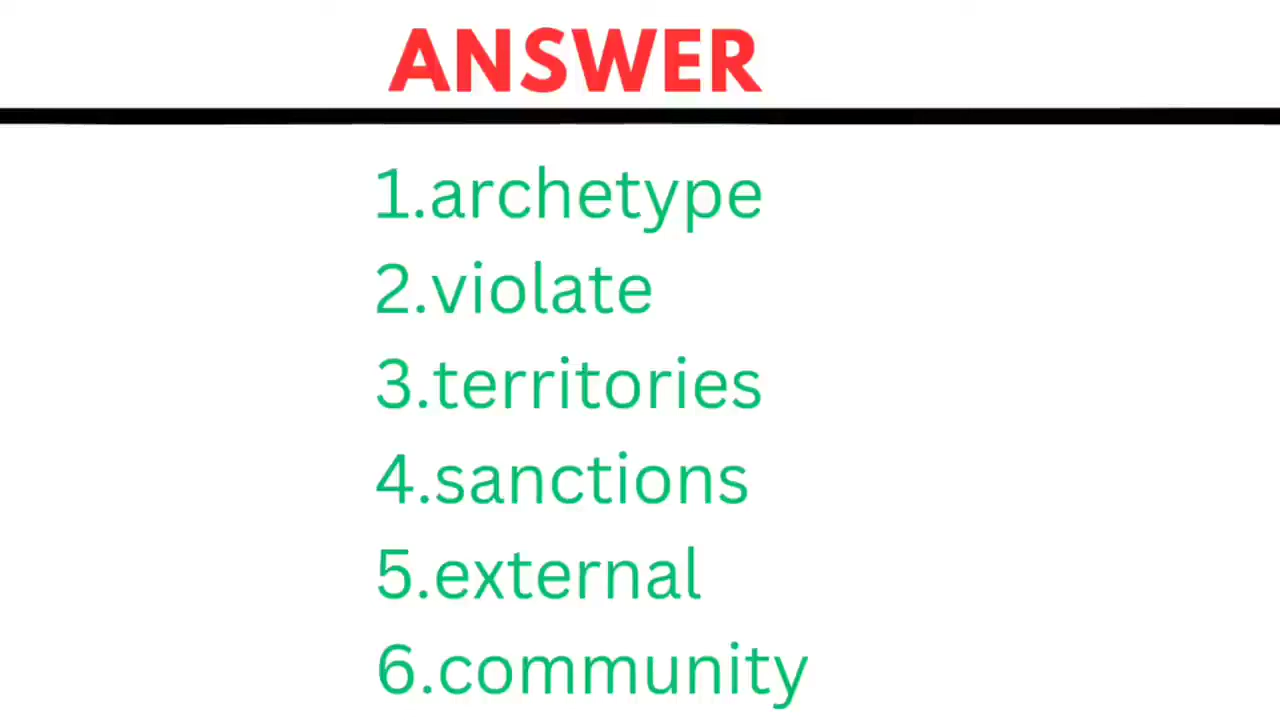 ANSWER
1.archetype
2.violate
3.territories
4.sanctions
5.external
6.community